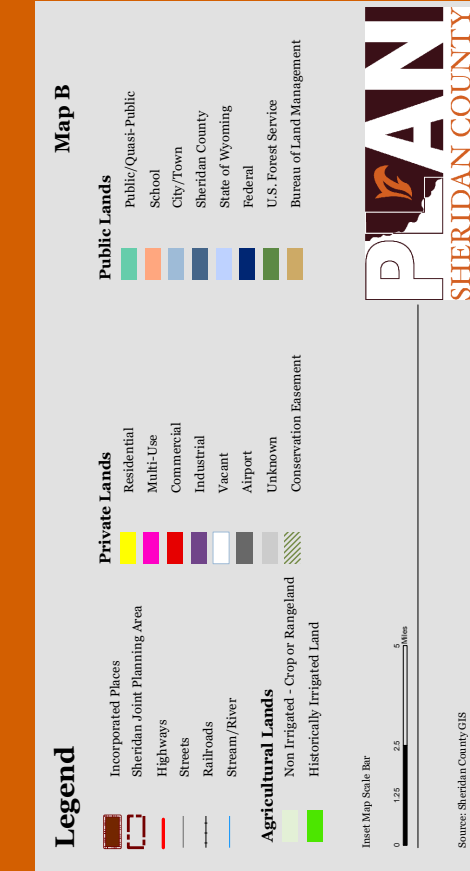 Legend
Map B
Incorporated Places
Sheridan Joint Planning Area
Highways
Streets
Railroads
Stream/River
Agricultural Lands
Non Irrigated - Crop or Rangeland
Historically Irrigated Land
Private Lands
Residential
Multi-Use
Commercial
Industrial
Vacant
Airport
Unknown
Conservation Easement
Public Lands
Public/Quasi-Public
School
City/Town
Sheridan County
State of Wyoming
Federal
U.S. Forest Service
Bureau of Land Management
Inset Map Scale Bar
0 1.25 2.5 5
Miles
Source: Sheridan County GIS
PLAN
SHERIDAN COUNTY